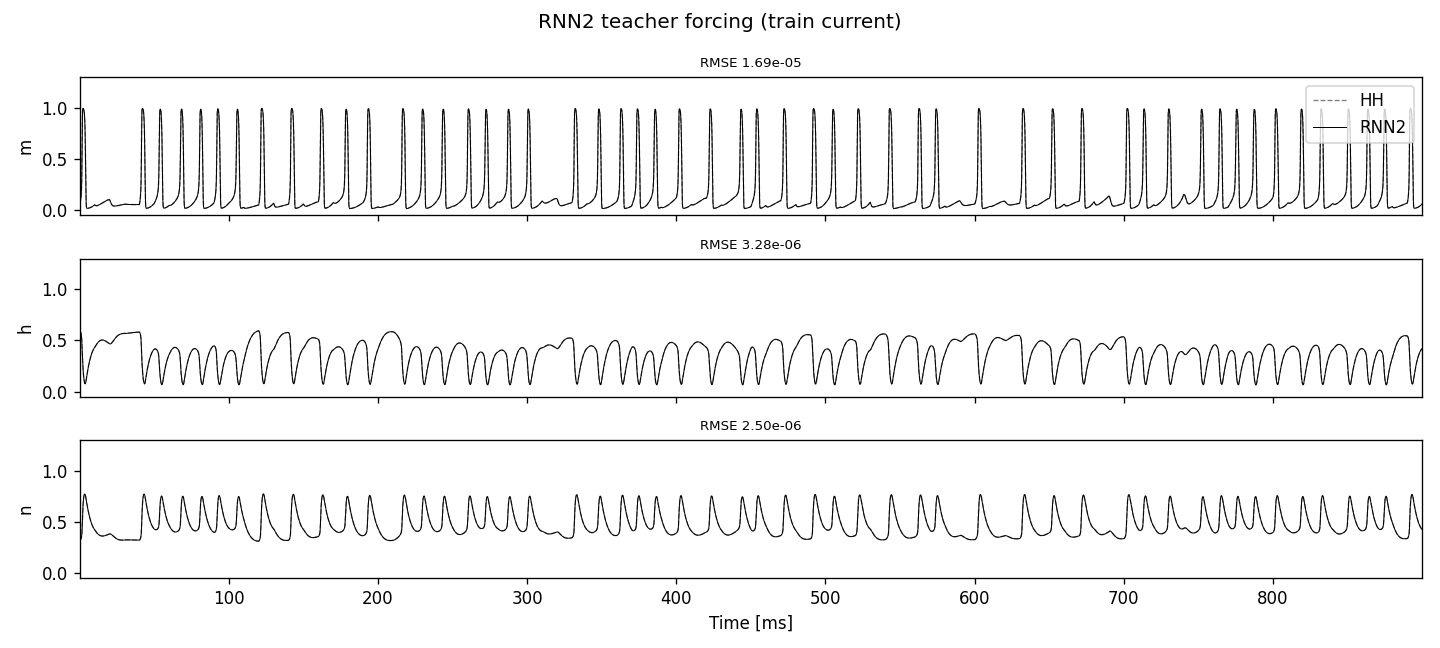 RNN2 teacher forcing (train current)
RMSE 1.69e-05
1.0
0.5
0.0
m
HH
RNN2
RMSE 3.28e-06
1.0
0.5
0.0
h
RMSE 2.50e-06
1.0
0.5
0.0
n
100 200 300 400 500 600 700 800
Time [ms]